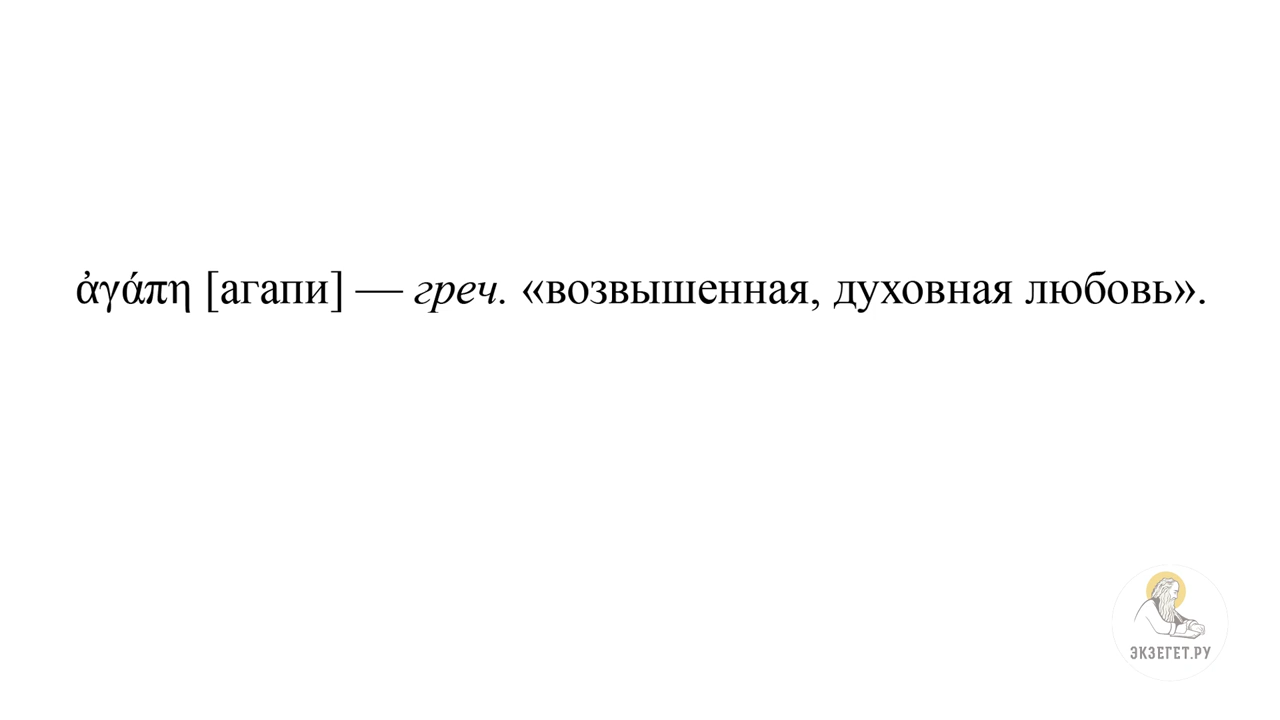 ἀγάπη [агапи] — греч. «возвышенная, духовная любовь».
ЭКЗЕГЕТ.РУ